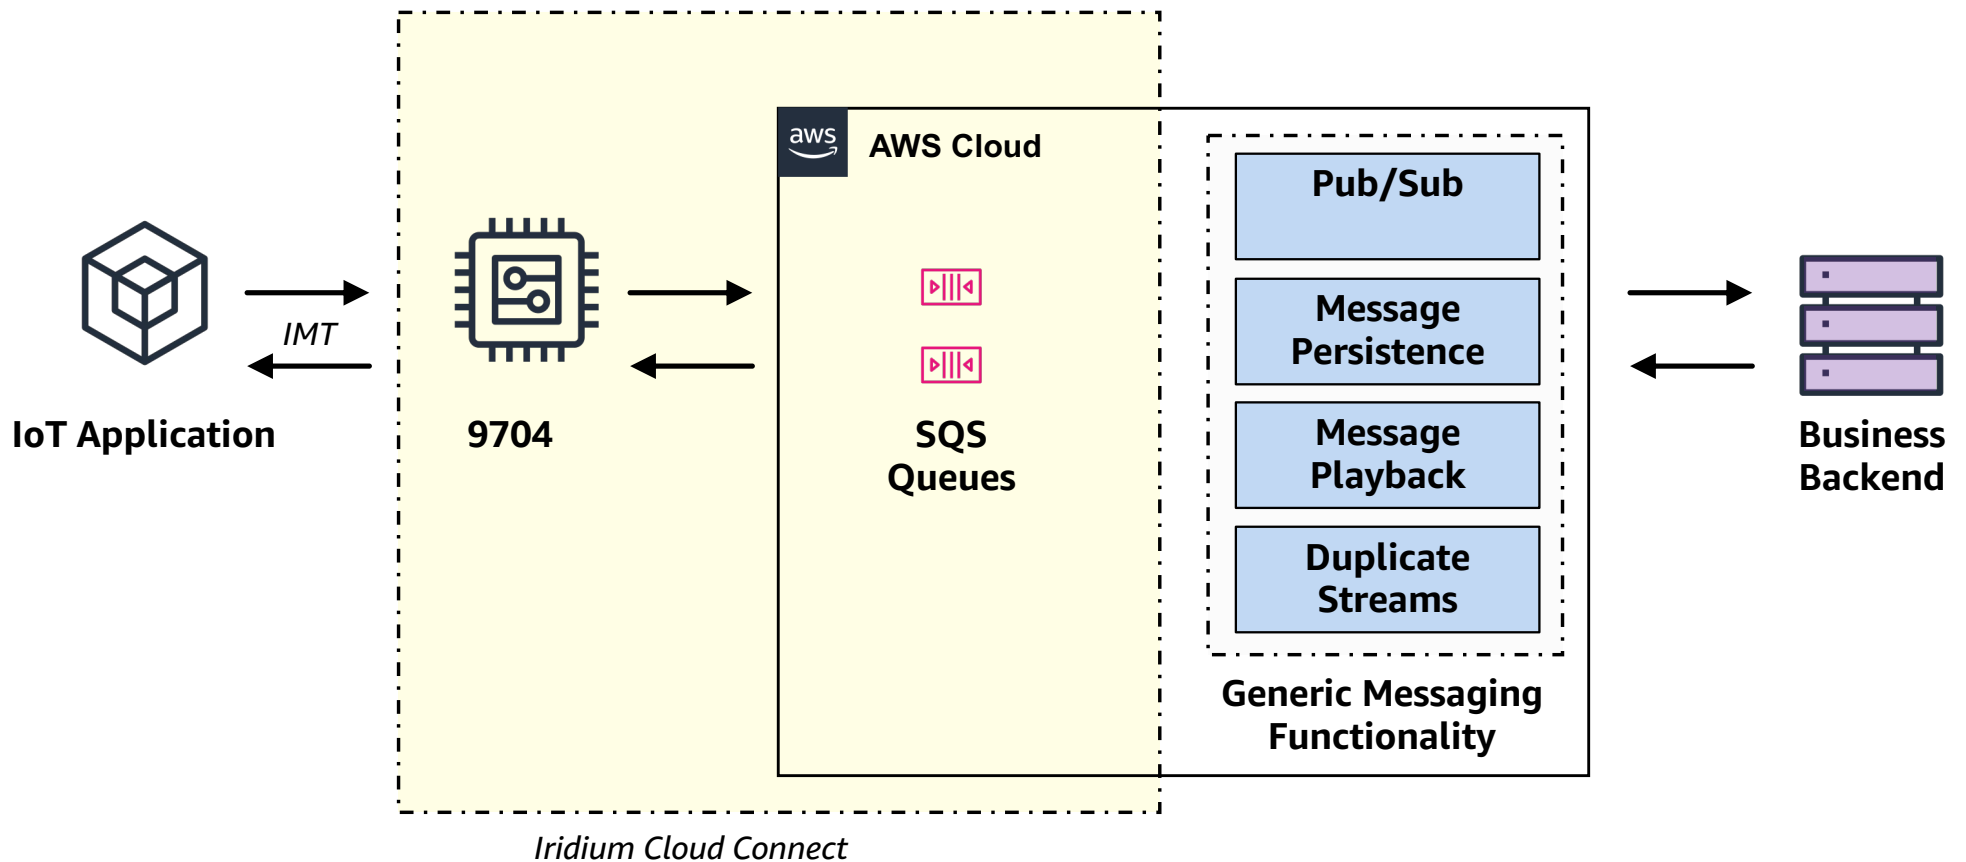 aws
AWS Cloud
Pub/Sub
Message
Persistence
Message
Playback
Duplicate
Streams
Generic Messaging
Functionality
IMT
IoT Application
9704
SQS
Queues
Business
Backend
Iridium Cloud Connect